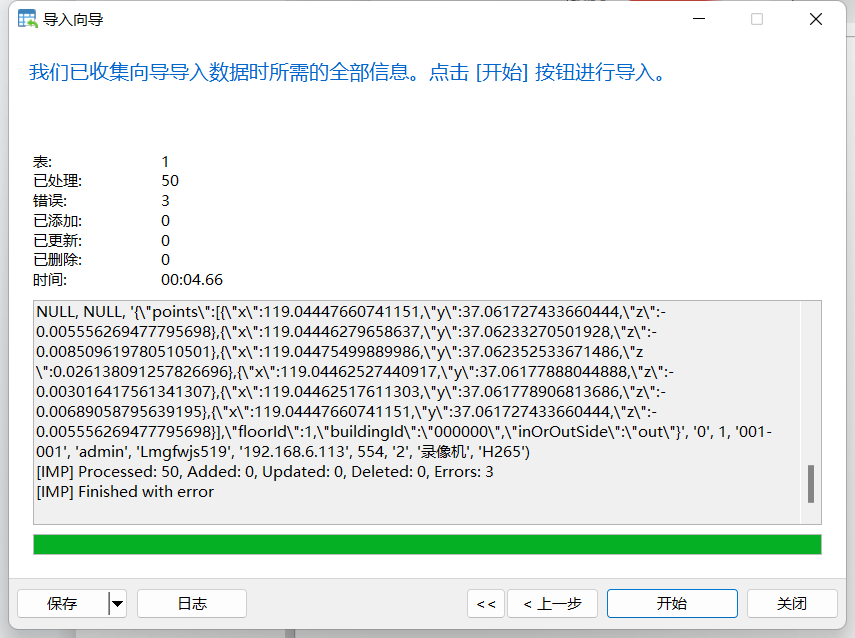 导入向导
我们已收集向导导入数据时所需的全部信息。点击 [开始] 按钮进行导入。
表: 1
已处理: 50
错误: 3
已添加: 0
已更新: 0
已删除: 0
时间: 00:04.66
NULL, NULL, '{\"points\":[{\"x\":119.04447660741151,\"y\":37.061727433660444,\"z\":-
0.005556269477795698},{\"x\":119.04446279658637,\"y\":37.06233270501928,\"z\":-
0.008509619780510501},{\"x\":119.04475499889986,\"y\":37.062352533671486,\"z
\":0.026138091257826696},{\"x\":119.04462527440917,\"y\":37.06177888044888,\"z\":-
0.003016417561341307},{\"x\":119.04462517611303,\"y\":37.061778906813686,\"z\":-
0.00689058795639195},{\"x\":119.04447660741151,\"y\":37.061727433660444,\"z\":-
0.005556269477795698}],\"floorId\":1,\"buildingId\":\"000000\",\"inOrOutSide\":\"out\"}', '0', 1, '001-
001', 'admin', 'Lmgfwjs519', '192.168.6.113', 554, '2', '录像机', 'H265')
[IMP] Processed: 50, Added: 0, Updated: 0, Deleted: 0, Errors: 3
[IMP] Finished with error
保存 日志 << < 上一步 开始 关闭